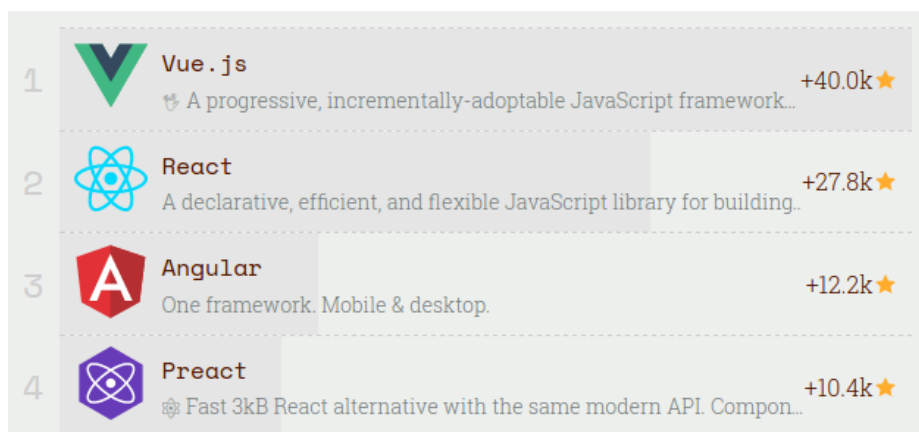 1
Vue.js
🖖 A progressive, incrementally-adoptable JavaScript framework...
+40.0k★
2
React
A declarative, efficient, and flexible JavaScript library for building..
+27.8k★
3
Angular
One framework. Mobile & desktop.
+12.2k★
4
Preact
⚛ Fast 3kB React alternative with the same modern API. Compon...
+10.4k★